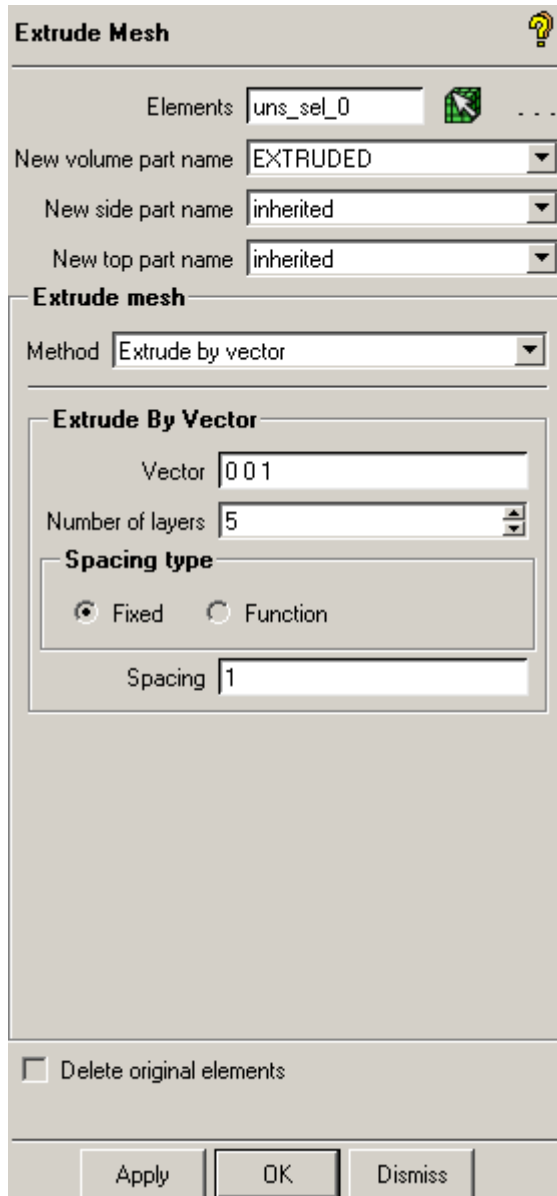 Extrude Mesh
Elements uns_sel_0 ...
New volume part name EXTRUDED
New side part name inherited
New top part name inherited
Extrude mesh
Method Extrude by vector
Extrude By Vector
Vector 0 0 1
Number of layers 5
Spacing type
Fixed Function
Spacing 1
Delete original elements
Apply OK Dismiss